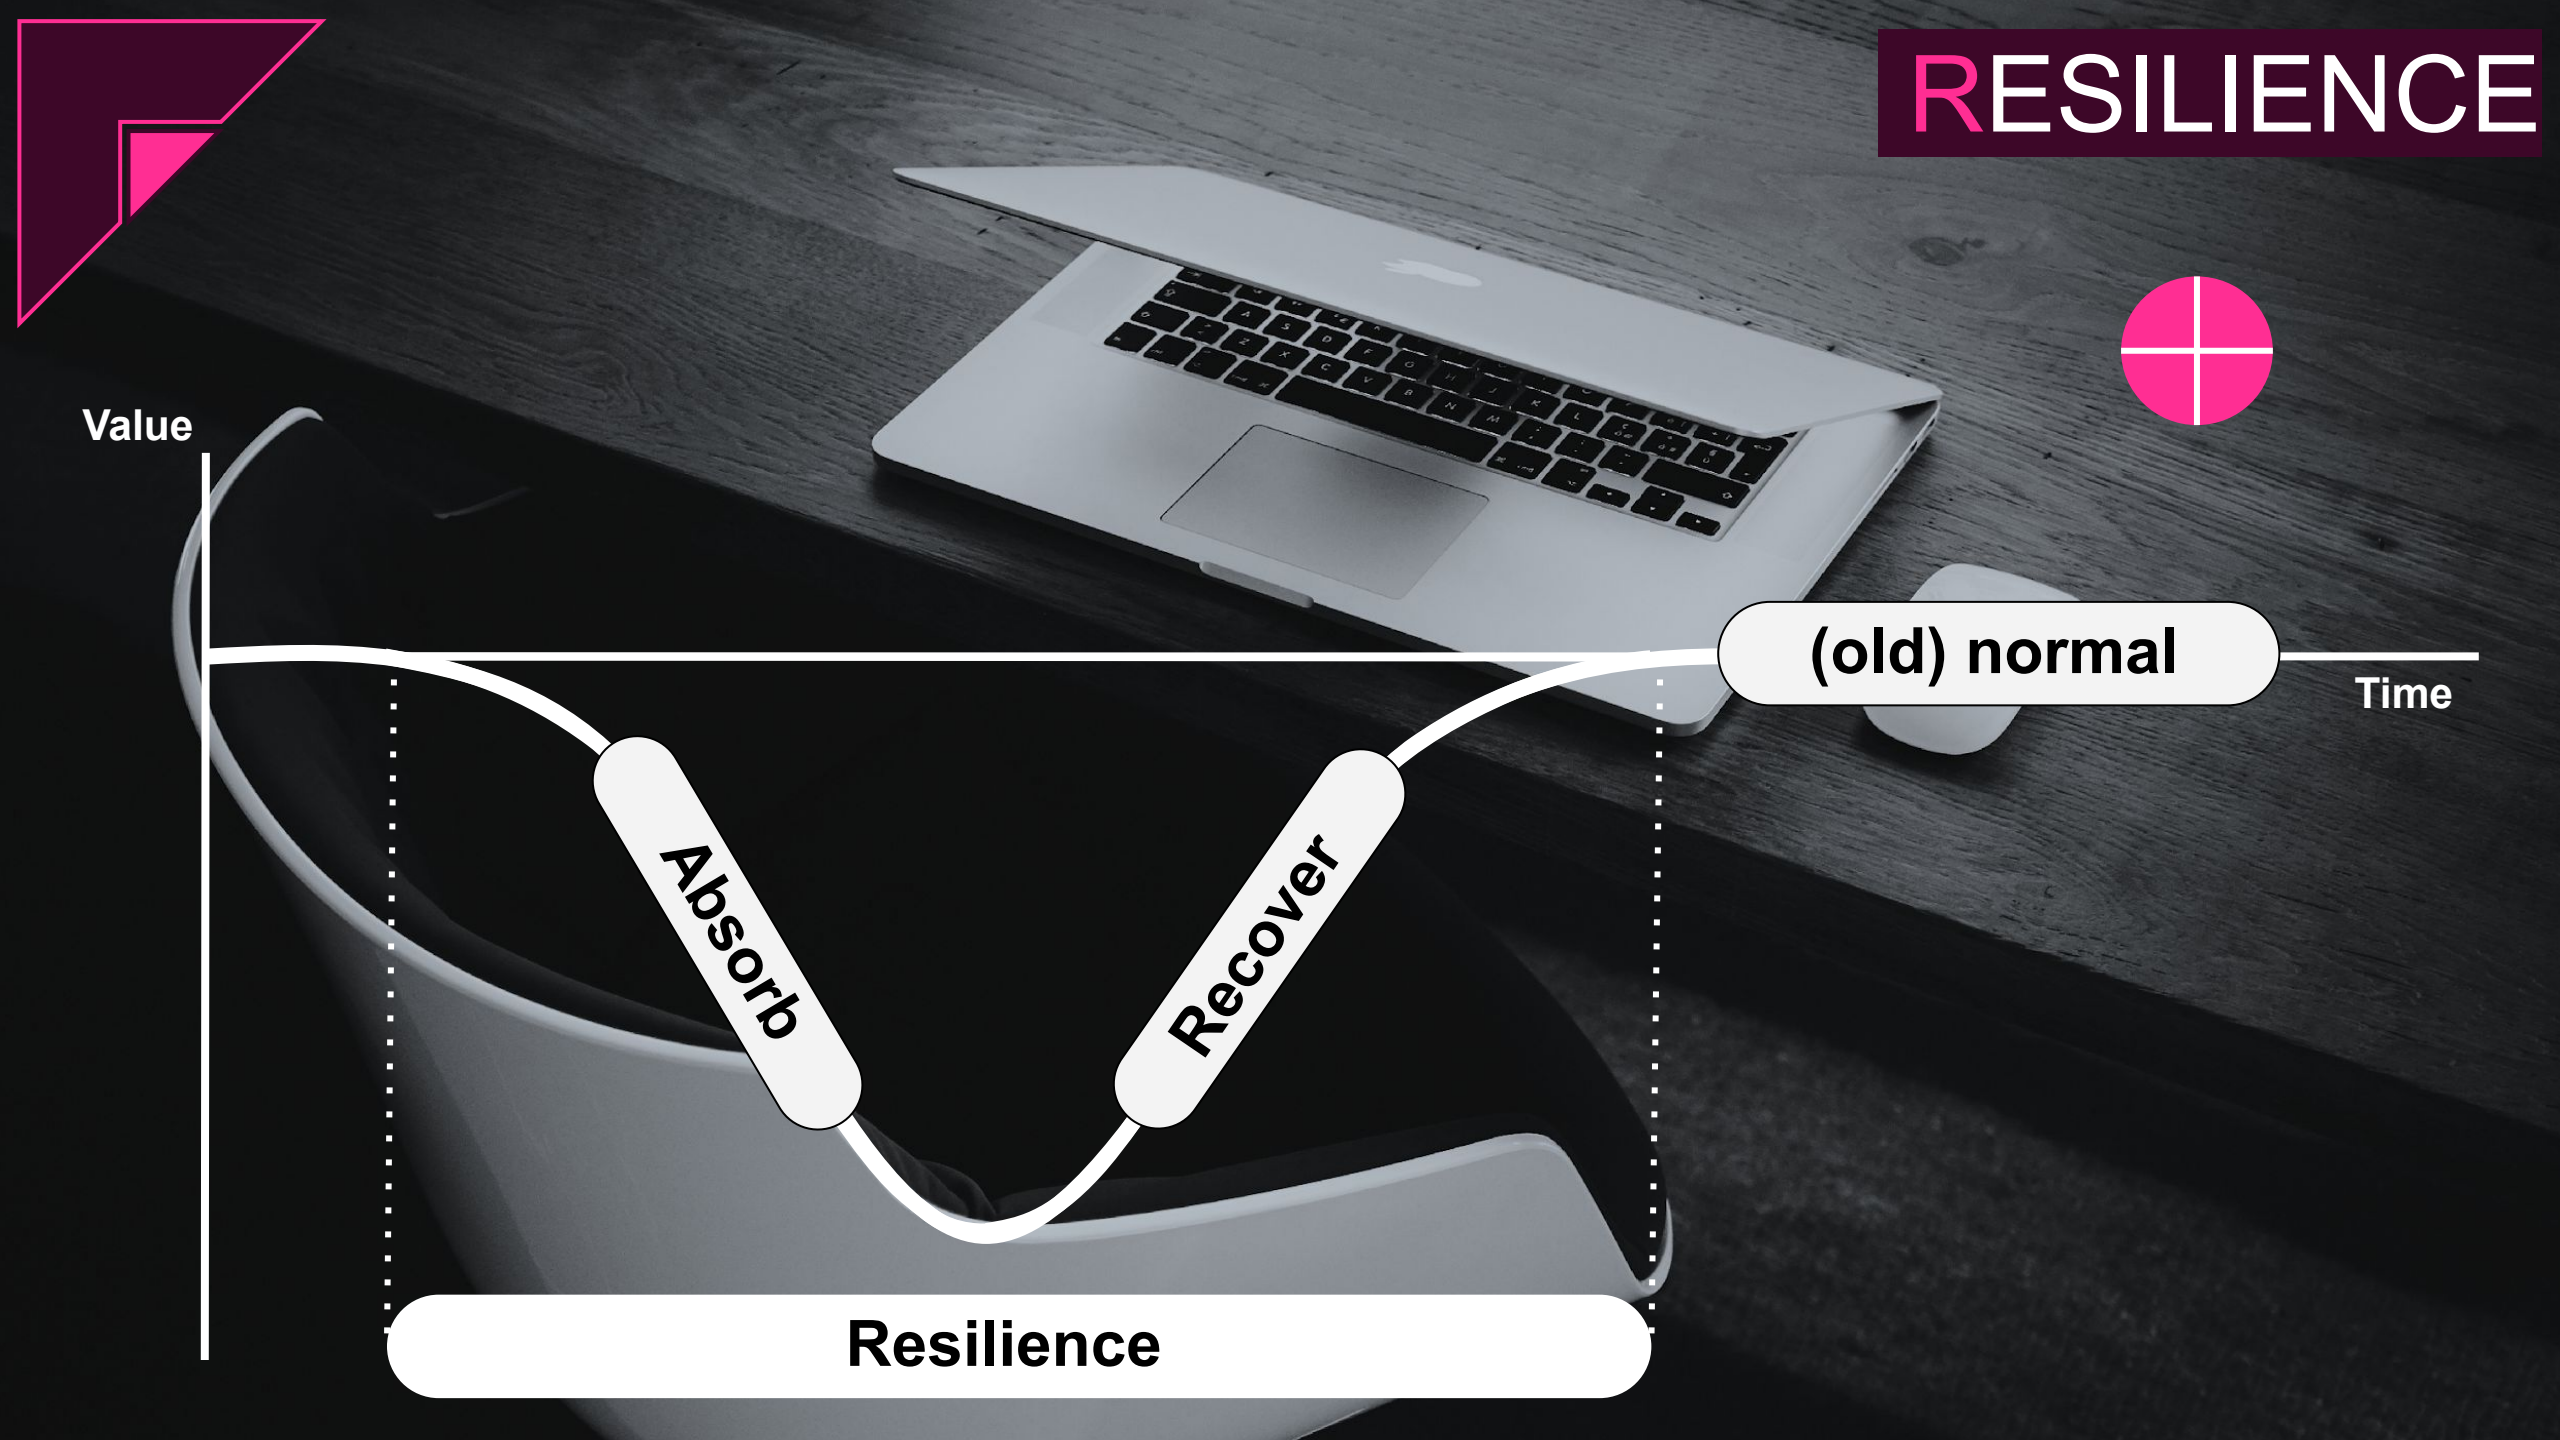 RESILIENCE
Value
(old) normal
Time
Absorb
Recover
Resilience